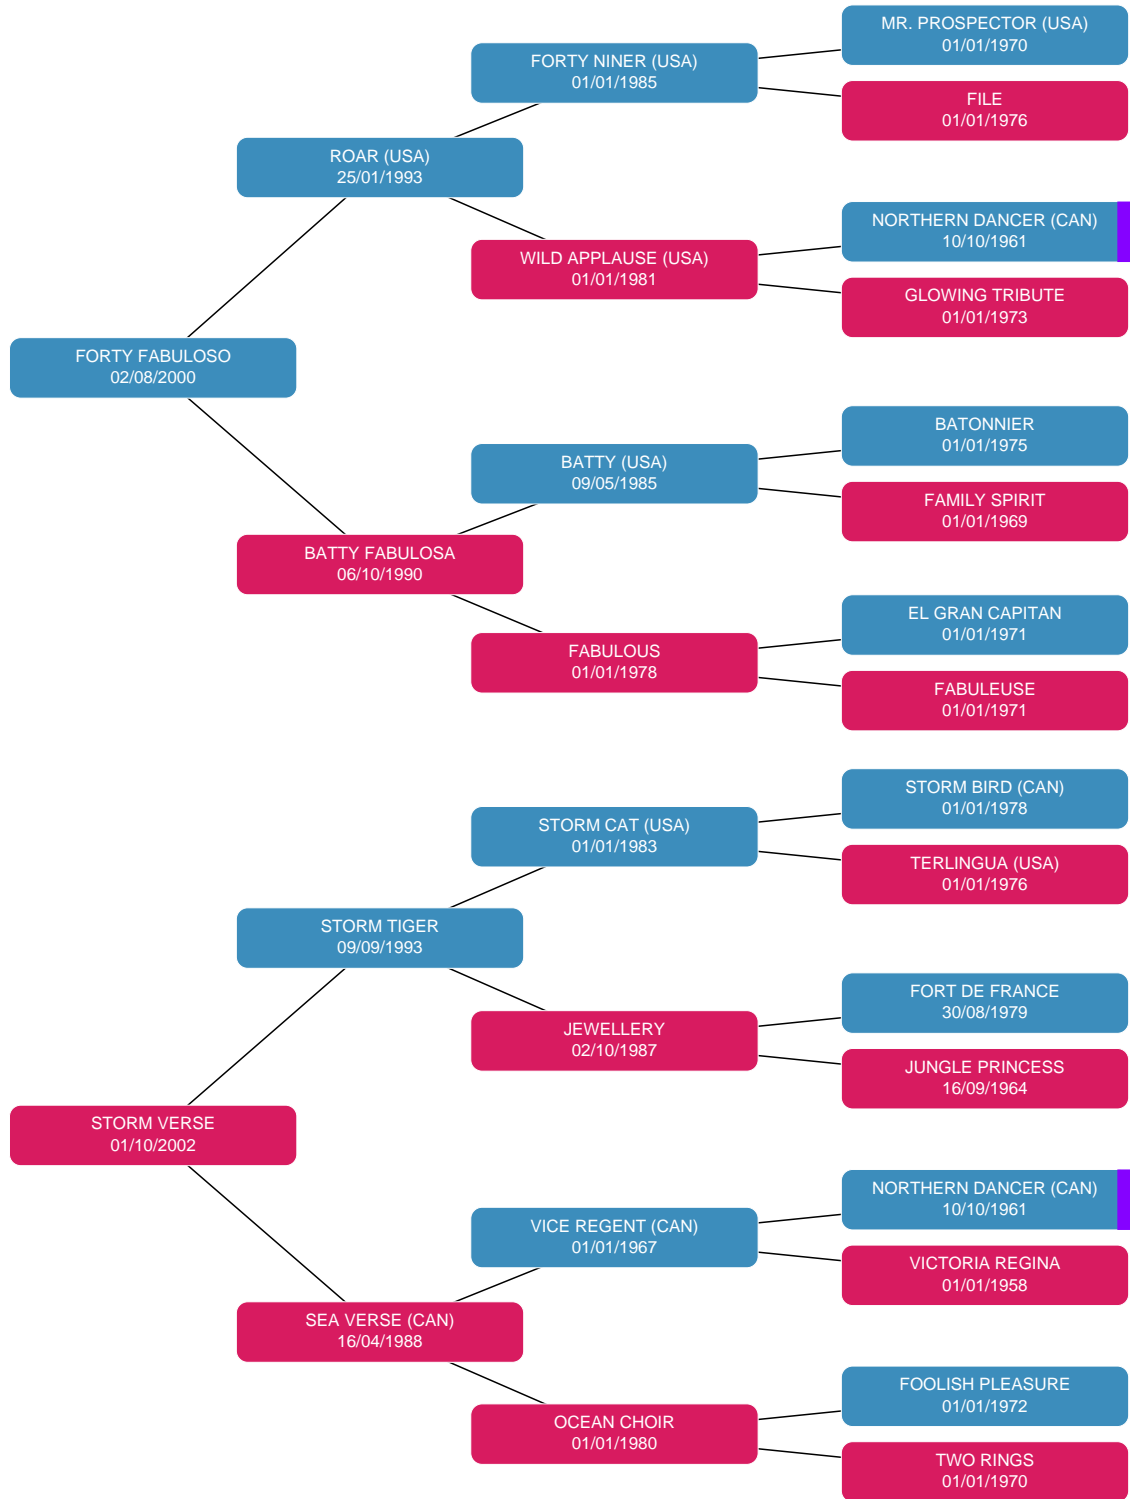 MR. PROSPECTOR (USA)
01/01/1970
FORTY NINER (USA)
01/01/1985
FILE
01/01/1976
ROAR (USA)
25/01/1993
NORTHERN DANCER (CAN)
10/10/1961
WILD APPLAUSE (USA)
01/01/1981
GLOWING TRIBUTE
01/01/1973
FORTY FABULOSO
02/08/2000
BATONNIER
01/01/1975
BATTY (USA)
09/05/1985
FAMILY SPIRIT
01/01/1969
BATTY FABULOSA
06/10/1990
EL GRAN CAPITAN
01/01/1971
FABULOUS
01/01/1978
FABULEUSE
01/01/1971
STORM BIRD (CAN)
01/01/1978
STORM CAT (USA)
01/01/1983
TERLINGUA (USA)
01/01/1976
STORM TIGER
09/09/1993
FORT DE FRANCE
30/08/1979
JEWELLERY
02/10/1987
JUNGLE PRINCESS
16/09/1964
STORM VERSE
01/10/2002
NORTHERN DANCER (CAN)
10/10/1961
VICE REGENT (CAN)
01/01/1967
VICTORIA REGINA
01/01/1958
SEA VERSE (CAN)
16/04/1988
FOOLISH PLEASURE
01/01/1972
OCEAN CHOIR
01/01/1980
TWO RINGS
01/01/1970